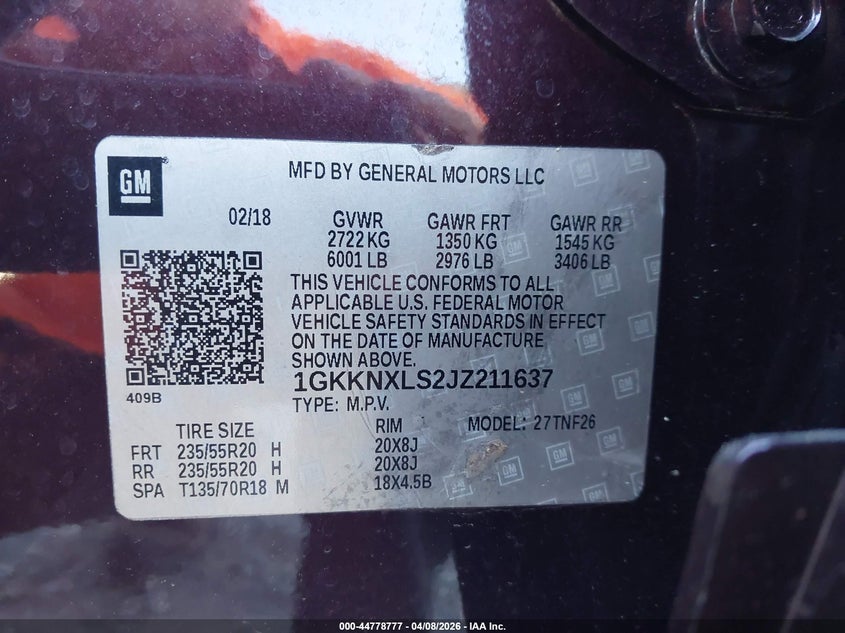 GM
MFD BY GENERAL MOTORS LLC
02/18 GVWR GAWR FRT GAWR RR
2722 KG 1350 KG 1545 KG
6001 LB 2976 LB 3406 LB
THIS VEHICLE CONFORMS TO ALL
APPLICABLE U.S. FEDERAL MOTOR
VEHICLE SAFETY STANDARDS IN EFFECT
ON THE DATE OF MANUFACTURE
SHOWN ABOVE.
1GKKNXLS2JZ211637
409B
TYPE: M.P.V.
TIRE SIZE RIM MODEL: 27TNF26
FRT 235/55R20 H 20X8J
RR 235/55R20 H 20X8J
SPA T135/70R18 M 18X4.5B
000-44778777 - 04/08/2026 - IAA Inc.